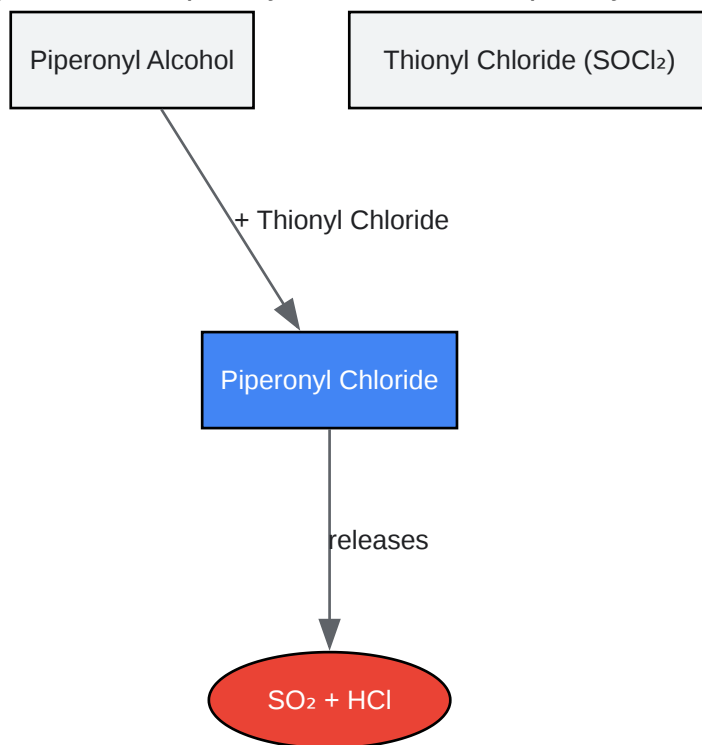 Piperonyl Alcohol
Thionyl Chloride (SOCl₂)
+ Thionyl Chloride
Piperonyl Chloride
releases
SO₂ + HCl